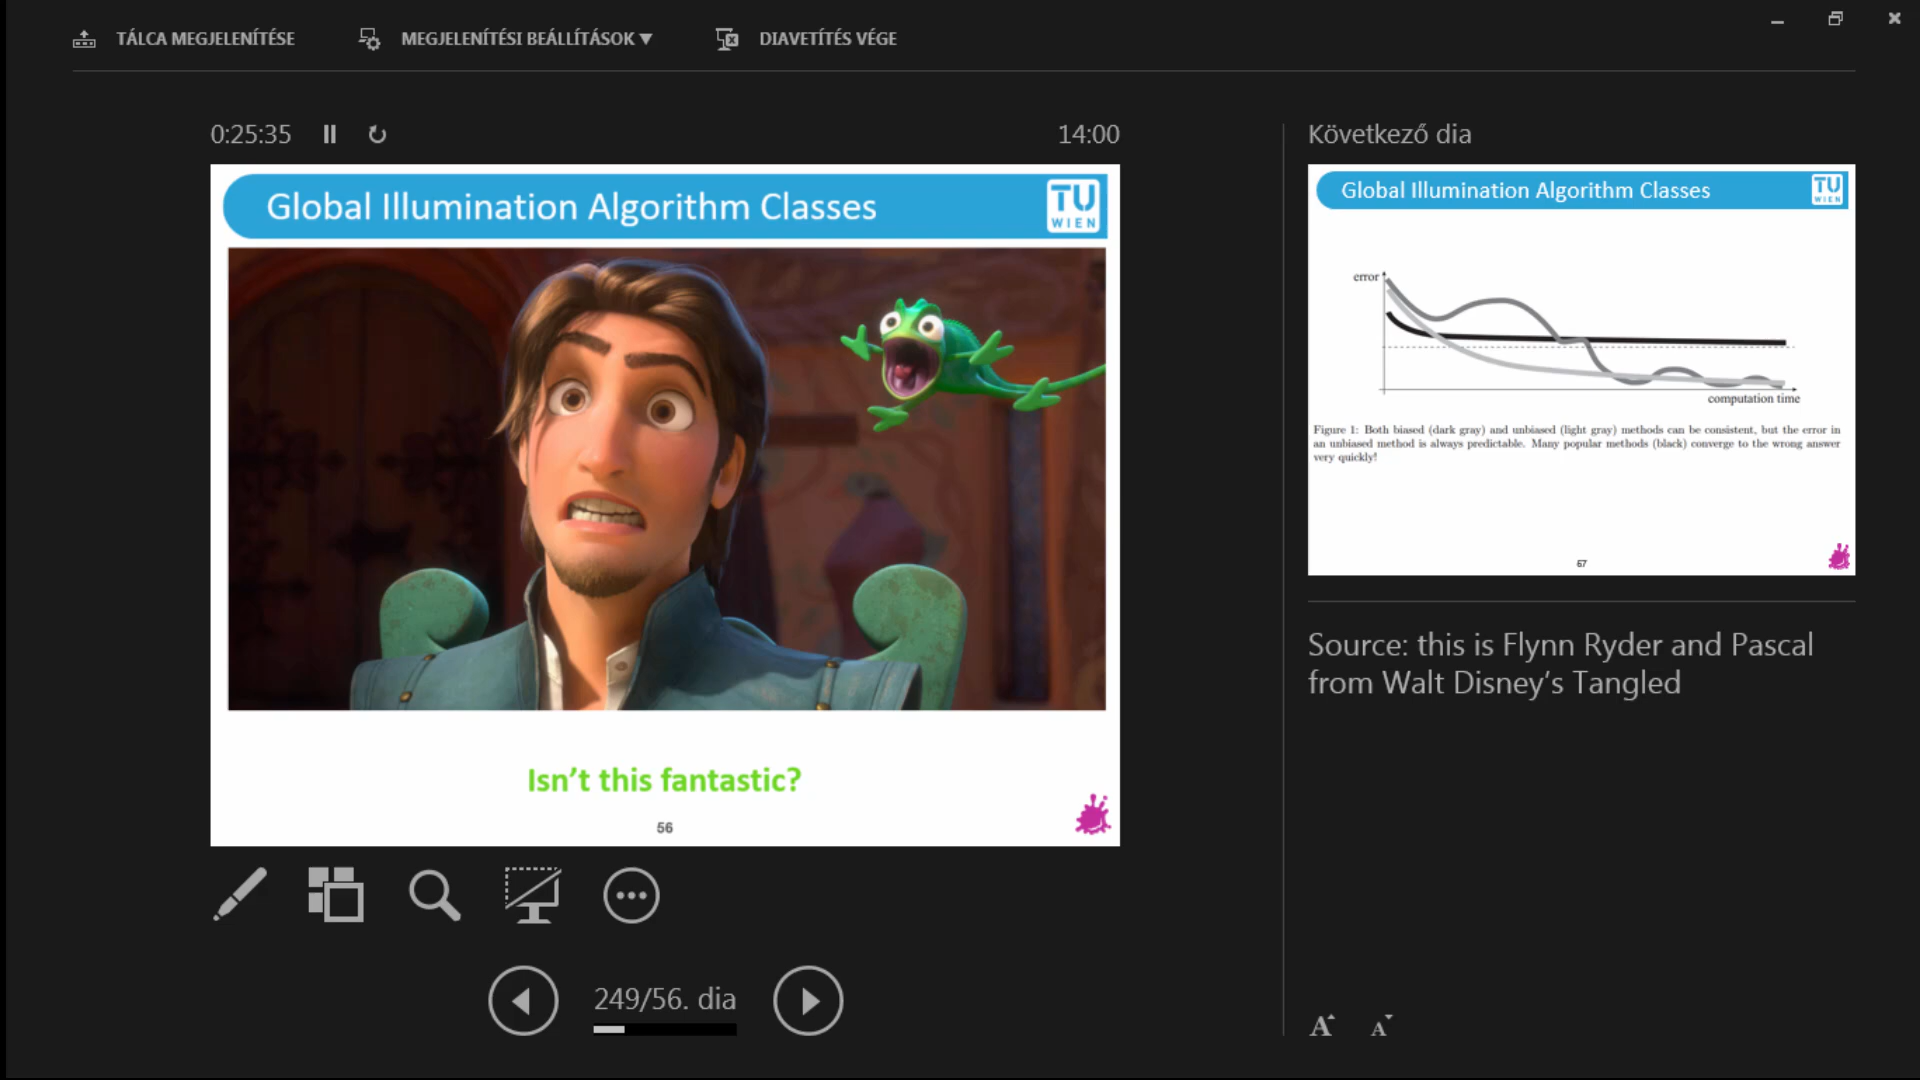 TÁLCA MEGJELENÍTÉSE
MEGJELENÍTÉSI BEÁLLÍTÁSOK
DIAVETÍTÉS VÉGE
0:25:35
14:00
Global Illumination Algorithm Classes
TU
WIEN
Isn't this fantastic?
56
249/56. dia
Következő dia
Global Illumination Algorithm Classes
TU
WIEN
error
computation time
Figure 1: Both biased (dark gray) and unbiased (light gray) methods can be consistent, but the error in
an unbiased method is always predictable. Many popular methods (black) converge to the wrong answer
very quickly!
57
Source: this is Flynn Ryder and Pascal
from Walt Disney's Tangled
A A